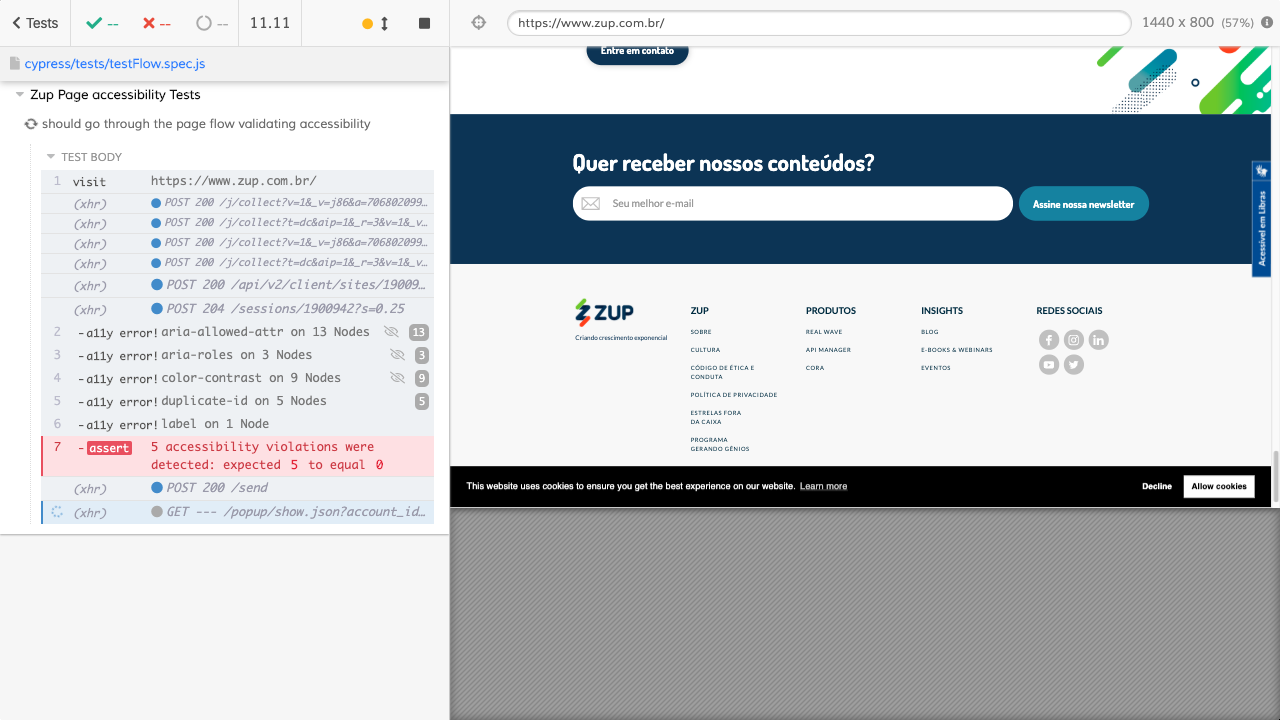 Tests
--
--
--
11.11
https://www.zup.com.br/
1440 x 800 (57%)
cypress/tests/testFlow.spec.js
Zup Page accessibility Tests
should go through the page flow validating accessibility
TEST BODY
1 visit https://www.zup.com.br/
(xhr) POST 200 /j/collect?v=1&_v=j86&a=706802099...
(xhr) POST 200 /j/collect?t=dc&aip=1&_r=3&v=1&_v...
(xhr) POST 200 /j/collect?v=1&_v=j86&a=706802099...
(xhr) POST 200 /j/collect?t=dc&aip=1&_r=3&v=1&_v...
(xhr) POST 200 /api/v2/client/sites/19009...
(xhr) POST 204 /sessions/1900942?s=0.25
2 -a11y error! aria-allowed-attr on 13 Nodes 13
3 -a11y error! aria-roles on 3 Nodes 3
4 -a11y error! color-contrast on 9 Nodes 9
5 -a11y error! duplicate-id on 5 Nodes 5
6 -a11y error! label on 1 Node
7 -assert 5 accessibility violations were
detected: expected 5 to equal 0
(xhr) POST 200 /send
(xhr) GET --- /popup/show.json?account_id...
Entre em contato
Quer receber nossos conteúdos?
Seu melhor e-mail
Assine nossa newsletter
Acessível em Libras
ZUP
Criando crescimento exponencial
ZUP
SOBRE
CULTURA
CÓDIGO DE ÉTICA E
CONDUTA
POLÍTICA DE PRIVACIDADE
ESTRELAS FORA
DA CAIXA
PROGRAMA
GERANDO GÊNIOS
PRODUTOS
REAL WAVE
API MANAGER
CORA
INSIGHTS
BLOG
E-BOOKS & WEBINARS
EVENTOS
REDES SOCIAIS
This website uses cookies to ensure you get the best experience on our website. Learn more
Decline
Allow cookies